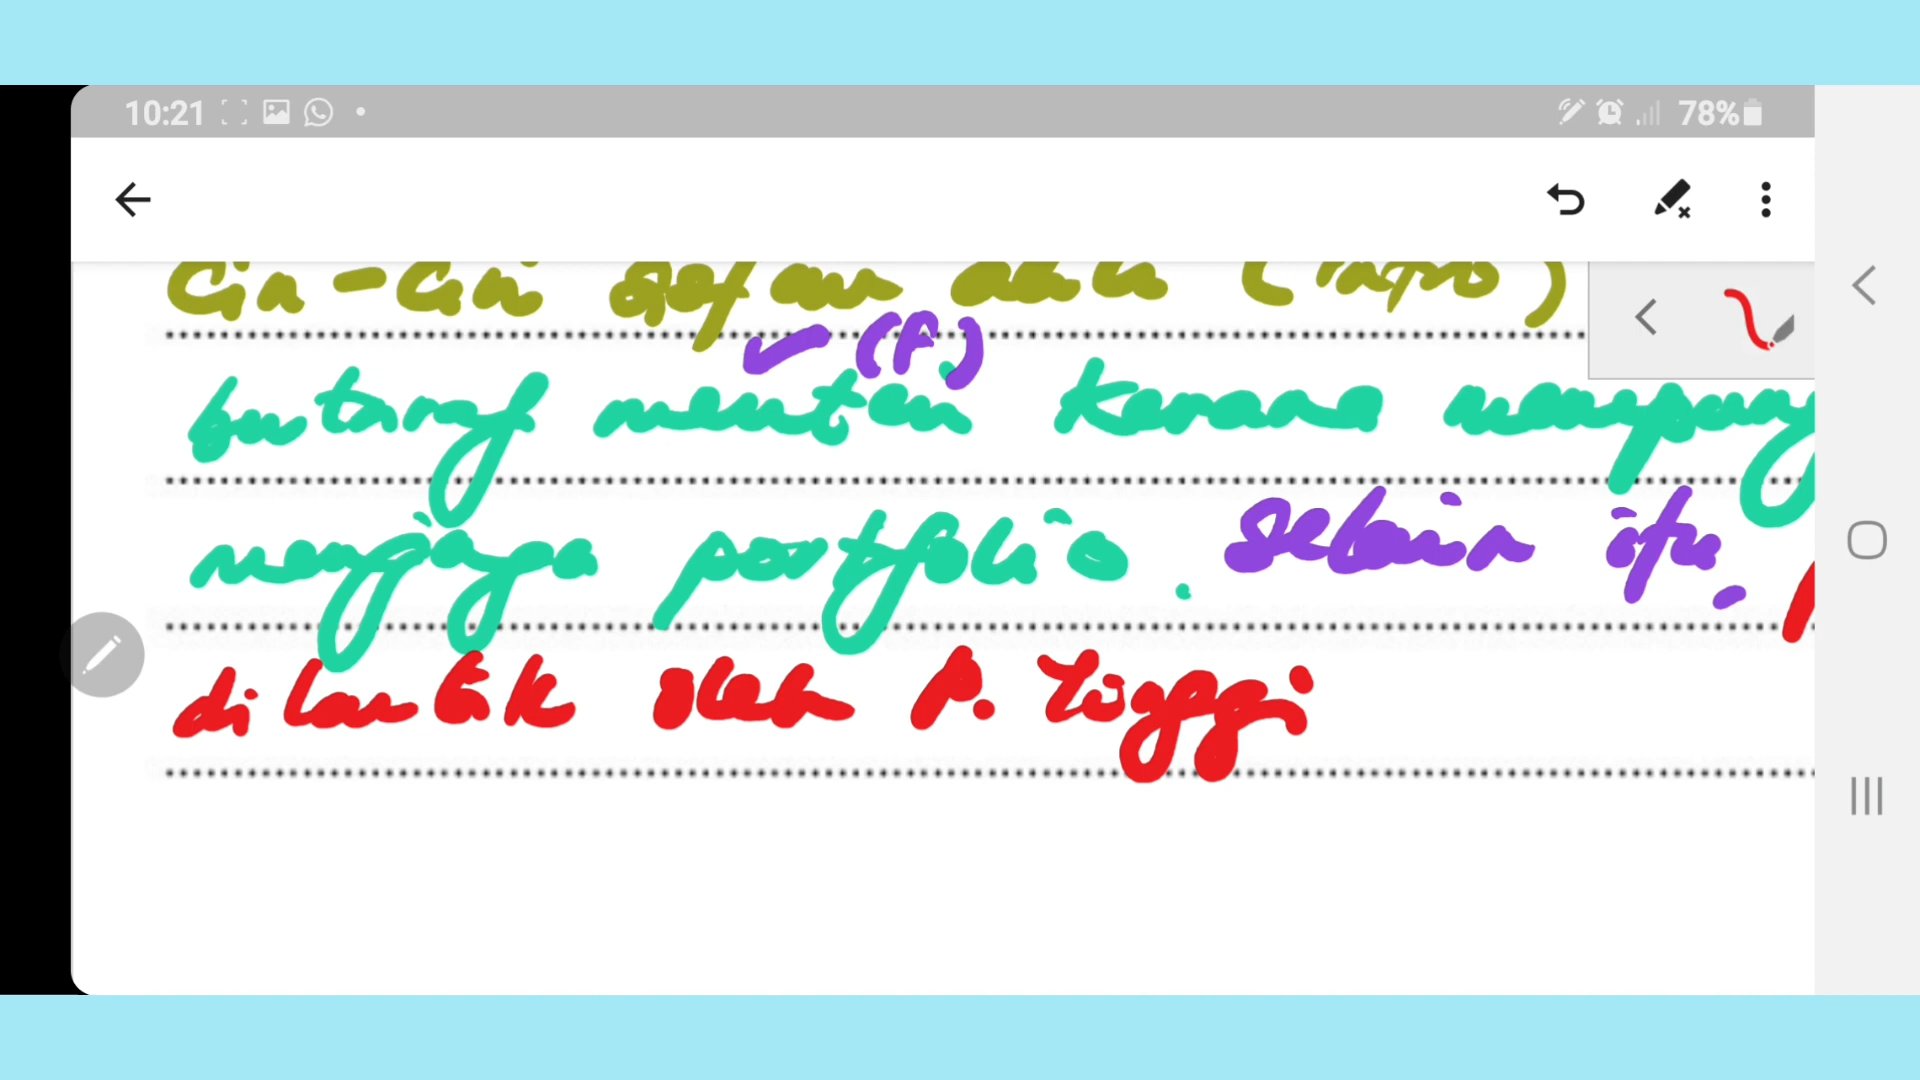 10:21 78%
Ciri-Ciri
✓ (F)
bertaraf menteri kerana
menjaga portfolio. Selain itu,
dilantik oleh P. Tinggi